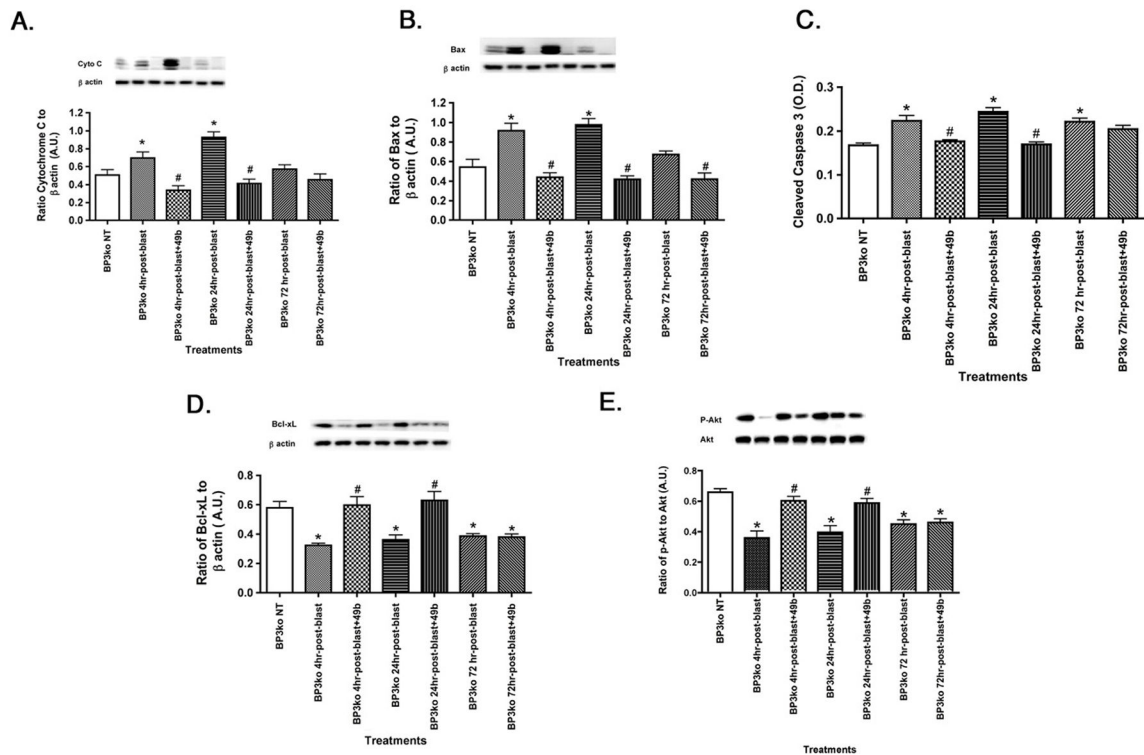 A.
Cyto C
β actin
Ratio Cytochrome C to
β actin (A.U.)
1.2
1.0
0.8
0.6
0.4
0.2
0.0
*
#
*
#
BP3ko NT
BP3ko 4hr-post-blast
BP3ko 4hr-post-blast+49b
BP3ko 24hr-post-blast
BP3ko 24hr-post-blast+49b
BP3ko 72 hr-post-blast
BP3ko 72hr-post-blast+49b
Treatments
B.
Bax
β actin
Ratio of Bax to
β actin ( A.U.)
1.2
1.0
0.8
0.6
0.4
0.2
0.0
*
#
*
#
#
BP3ko NT
BP3ko 4hr-post-blast
BP3ko 4hr-post-blast+49b
BP3ko 24hr-post-blast
BP3ko 24hr-post-blast+49b
BP3ko 72 hr-post-blast
BP3ko 72hr-post-blast+49b
Treatments
C.
Cleaved Caspase 3 (O.D.)
0.3
0.2
0.1
0.0
*
#
*
#
*
BP3ko NT
BP3ko 4hr-post-blast
BP3ko 4hr-post-blast+49b
BP3ko 24hr-post-blast
BP3ko 24hr-post-blast+49b
BP3ko 72 hr-post-blast
BP3ko 72hr-post-blast+49b
Treatments
D.
Bcl-xL
β actin
Ratio of Bcl-xL to
β actin ( A.U.)
0.8
0.6
0.4
0.2
0.0
*
#
*
#
*
*
BP3ko NT
BP3ko 4hr-post-blast
BP3ko 4hr-post-blast+49b
BP3ko 24hr-post-blast
BP3ko 24hr-post-blast+49b
BP3ko 72 hr-post-blast
BP3ko 72hr-post-blast+49b
Treatments
E.
P-Akt
Akt
Ratio of p-Akt to Akt (A.U.)
0.8
0.6
0.4
0.2
0.0
*
#
*
#
*
*
BP3ko NT
BP3ko 4hr-post-blast
BP3ko 4hr-post-blast+49b
BP3ko 24hr-post-blast
BP3ko 24hr-post-blast+49b
BP3ko 72 hr-post-blast
BP3ko 72hr-post-blast+49b
Treatments